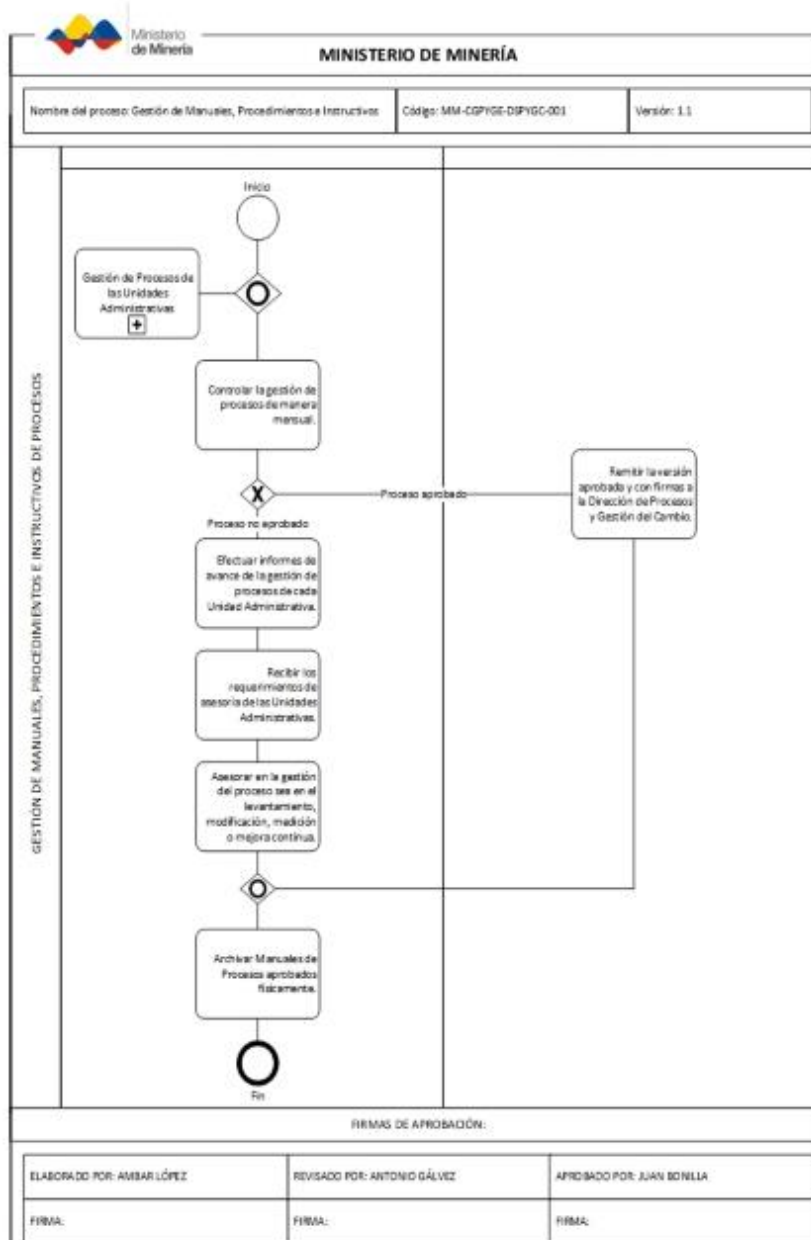 Ministerio
de Minería
MINISTERIO DE MINERÍA
Nombre del proceso: Gestión de Manuales, Procedimientos e Instructivos
Código: MM-CGPYGE-DSPYGC-001
Versión: 1.1
GESTIÓN DE MANUALES, PROCEDIMIENTOS E INSTRUCTIVOS DE PROCESOS
Inicio
Gestión de Procesos de
las Unidades
Administrativas
Controlar la gestión de
procesos de manera
mensual.
X
Proceso aprobado
Remitir la versión
aprobada y con firmas a
la Dirección de Procesos
y Gestión del Cambio.
Proceso no aprobado
Efectuar informes de
avance de la gestión de
procesos de cada
Unidad Administrativa.
Recibir los
requerimientos de
asesoría de las Unidades
Administrativas.
Asesorar en la gestión
del proceso sea en el
levantamiento,
modificación, medición
o mejora continua.
Archivar Manuales de
Procesos aprobados
físicamente.
Fin
FIRMAS DE APROBACIÓN:
ELABORADO POR: AMBAR LÓPEZ
REVISADO POR: ANTONIO GÁLVEZ
APROBADO POR: JUAN BONILLA
FIRMA:
FIRMA:
FIRMA: